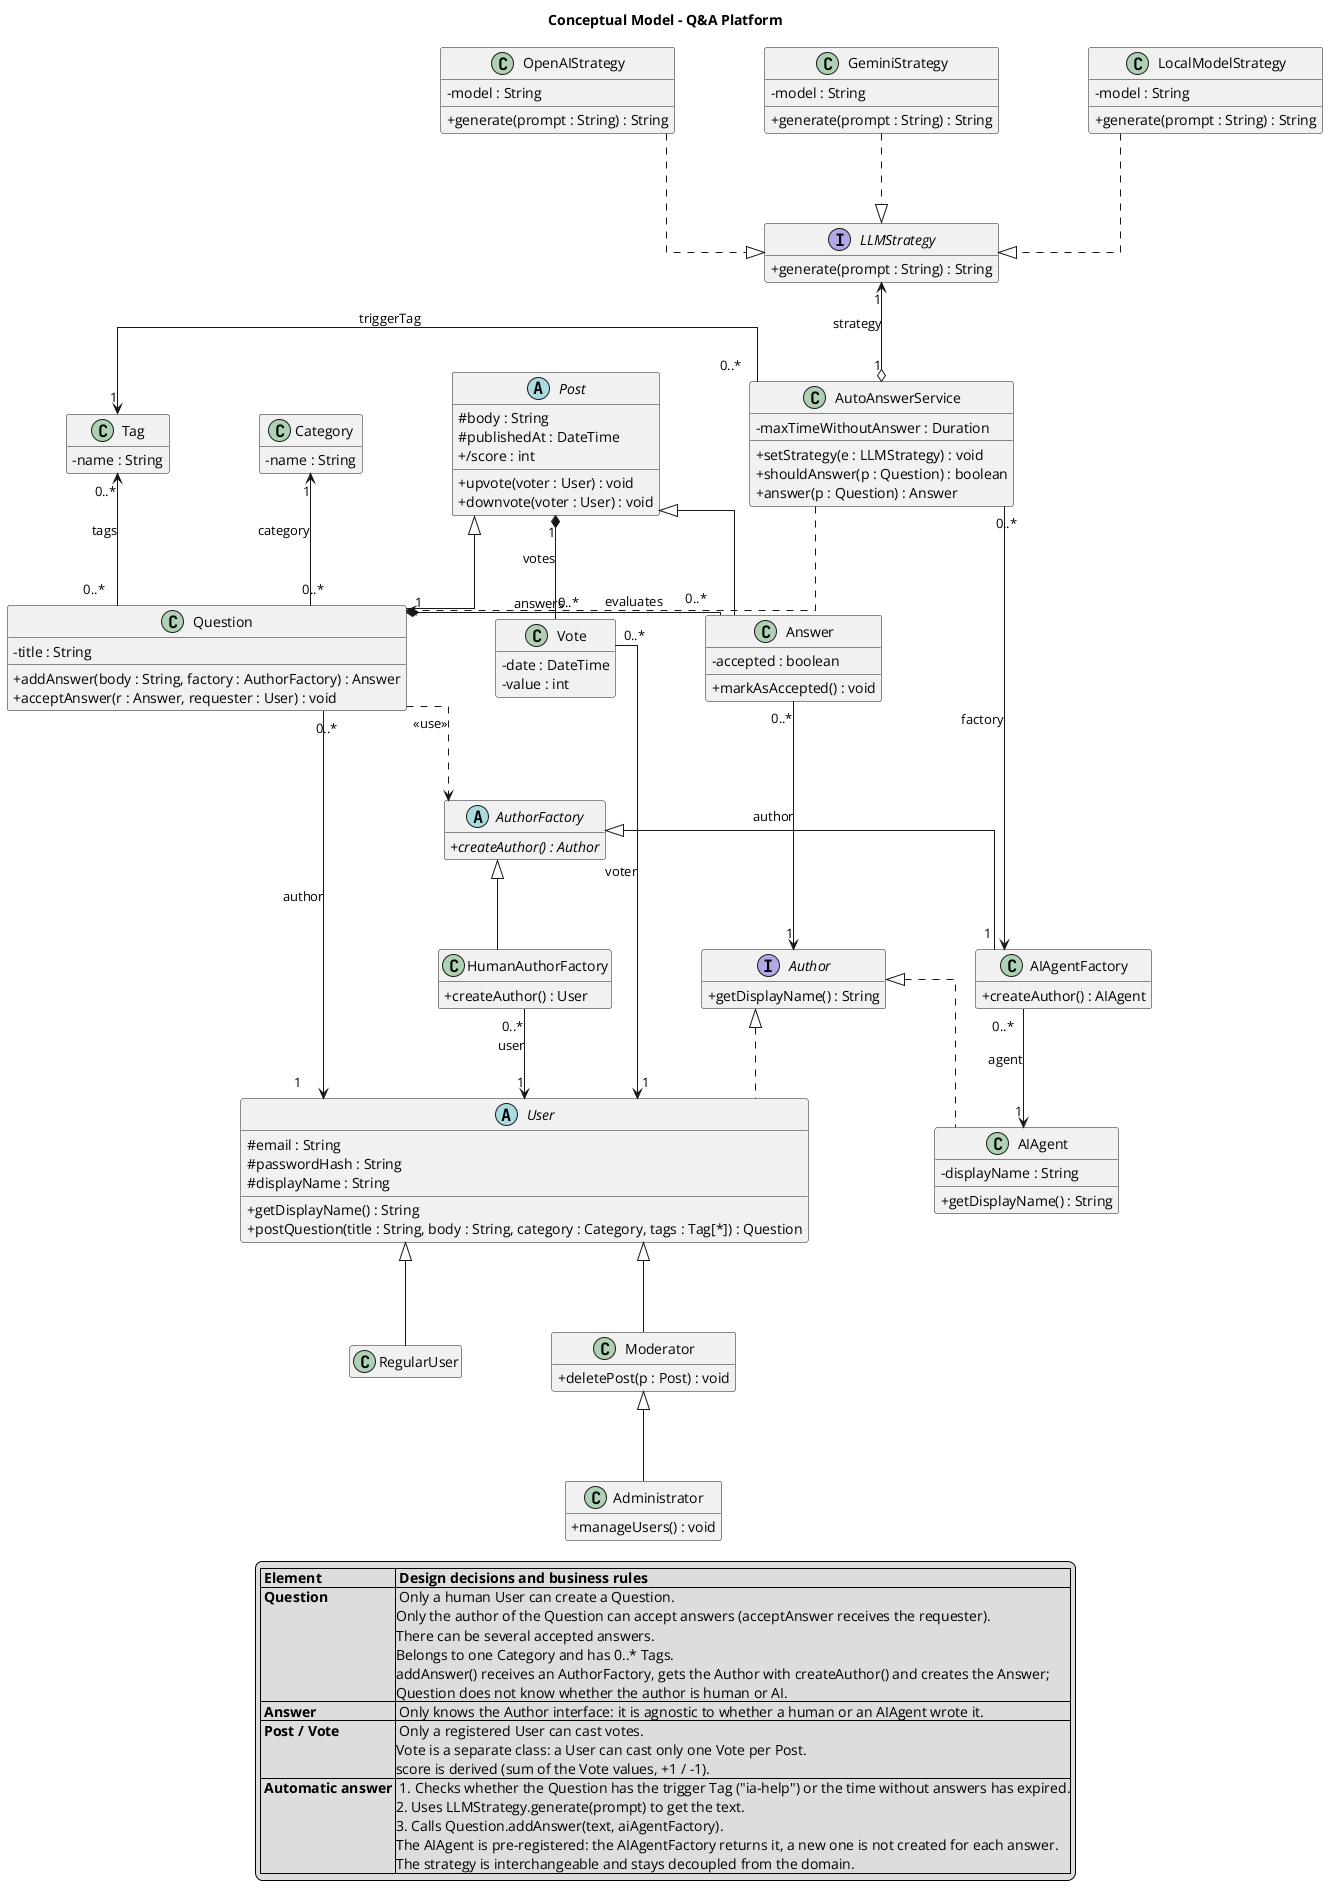 Conceptual Model - Q&A Platform
OpenAIStrategy
-model : String
+generate(prompt : String) : String
GeminiStrategy
-model : String
+generate(prompt : String) : String
LocalModelStrategy
-model : String
+generate(prompt : String) : String
LLMStrategy
+generate(prompt : String) : String
1
strategy
1
triggerTag
0..*
1
Tag
-name : String
Category
-name : String
Post
#body : String
#publishedAt : DateTime
+/score : int
+upvote(voter : User) : void
+downvote(voter : User) : void
AutoAnswerService
-maxTimeWithoutAnswer : Duration
+setStrategy(e : LLMStrategy) : void
+shouldAnswer(p : Question) : boolean
+answer(p : Question) : Answer
0..*
tags
0..*
1
category
0..*
1
votes
0..*
0..*
factory
1
1
answers
0..*
evaluates
Question
-title : String
+addAnswer(body : String, factory : AuthorFactory) : Answer
+acceptAnswer(r : Answer, requester : User) : void
Vote
-date : DateTime
-value : int
0..*
voter
1
Answer
-accepted : boolean
+markAsAccepted() : void
0..*
author
1
«use»
0..*
author
1
AuthorFactory
+createAuthor() : Author
HumanAuthorFactory
+createAuthor() : User
0..*
user
1
Author
+getDisplayName() : String
AIAgentFactory
+createAuthor() : AIAgent
0..*
agent
1
User
#email : String
#passwordHash : String
#displayName : String
+getDisplayName() : String
+postQuestion(title : String, body : String, category : Category, tags : Tag[*]) : Question
AIAgent
-displayName : String
+getDisplayName() : String
RegularUser
Moderator
+deletePost(p : Post) : void
Administrator
+manageUsers() : void
Element Design decisions and business rules
Question Only a human User can create a Question.
Only the author of the Question can accept answers (acceptAnswer receives the requester).
There can be several accepted answers.
Belongs to one Category and has 0..* Tags.
addAnswer() receives an AuthorFactory, gets the Author with createAuthor() and creates the Answer;
Question does not know whether the author is human or AI.
Answer Only knows the Author interface: it is agnostic to whether a human or an AIAgent wrote it.
Post / Vote Only a registered User can cast votes.
Vote is a separate class: a User can cast only one Vote per Post.
score is derived (sum of the Vote values, +1 / -1).
Automatic answer 1. Checks whether the Question has the trigger Tag ("ia-help") or the time without answers has expired.
2. Uses LLMStrategy.generate(prompt) to get the text.
3. Calls Question.addAnswer(text, aiAgentFactory).
The AIAgent is pre-registered: the AIAgentFactory returns it, a new one is not created for each answer.
The strategy is interchangeable and stays decoupled from the domain.